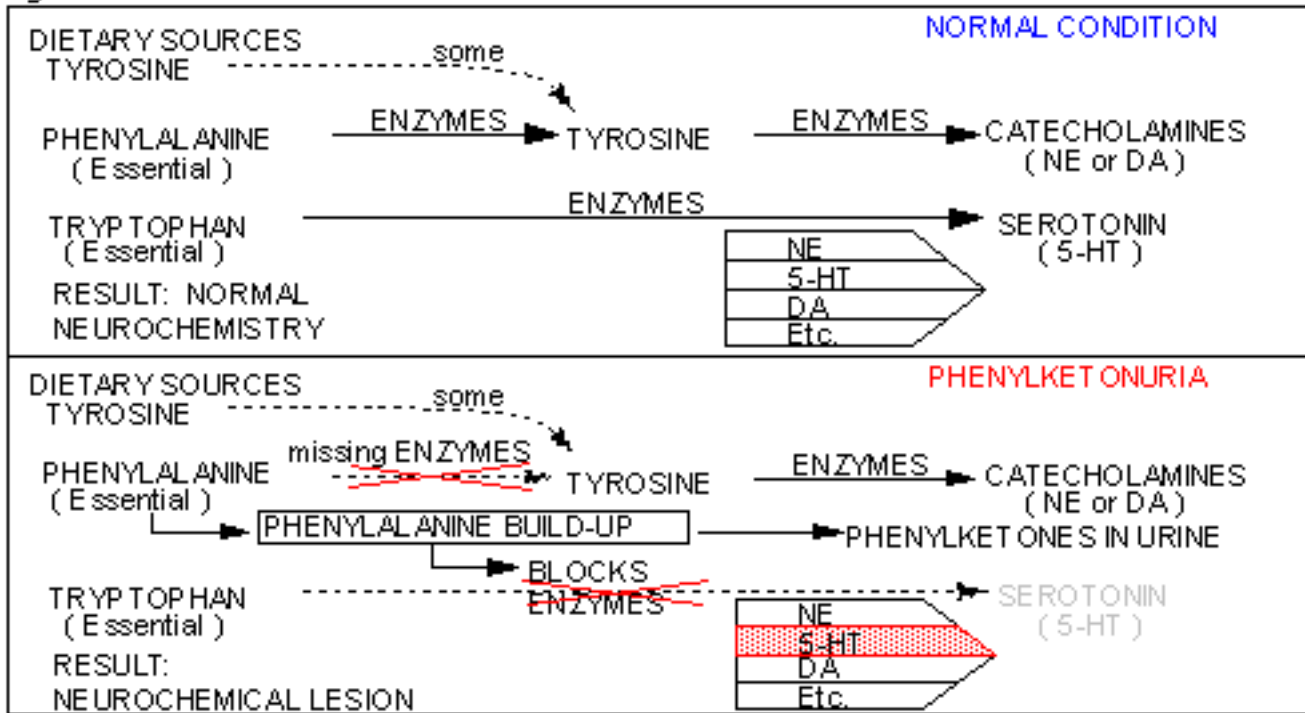 NORMAL CONDITION
DIETARY SOURCES
TYROSINE
some
PHENYLALANINE
( Essential )
ENZYMES
TYROSINE
ENZYMES
CATECHOLAMINES
( NE or DA )
TRYPTOPHAN
( Essential )
ENZYMES
SEROTONIN
( 5-HT )
NE
5-HT
DA
Etc.
RESULT: NORMAL
NEUROCHEMISTRY
PHENYLKETONURIA
DIETARY SOURCES
TYROSINE
some
PHENYLALANINE
( Essential )
missing ENZYMES
TYROSINE
ENZYMES
CATECHOLAMINES
( NE or DA )
PHENYLALANINE BUILD-UP
PHENYLKETONES IN URINE
BLOCKS
ENZYMES
TRYPTOPHAN
( Essential )
SEROTONIN
( 5-HT )
NE
5-HT
DA
Etc.
RESULT:
NEUROCHEMICAL LESION